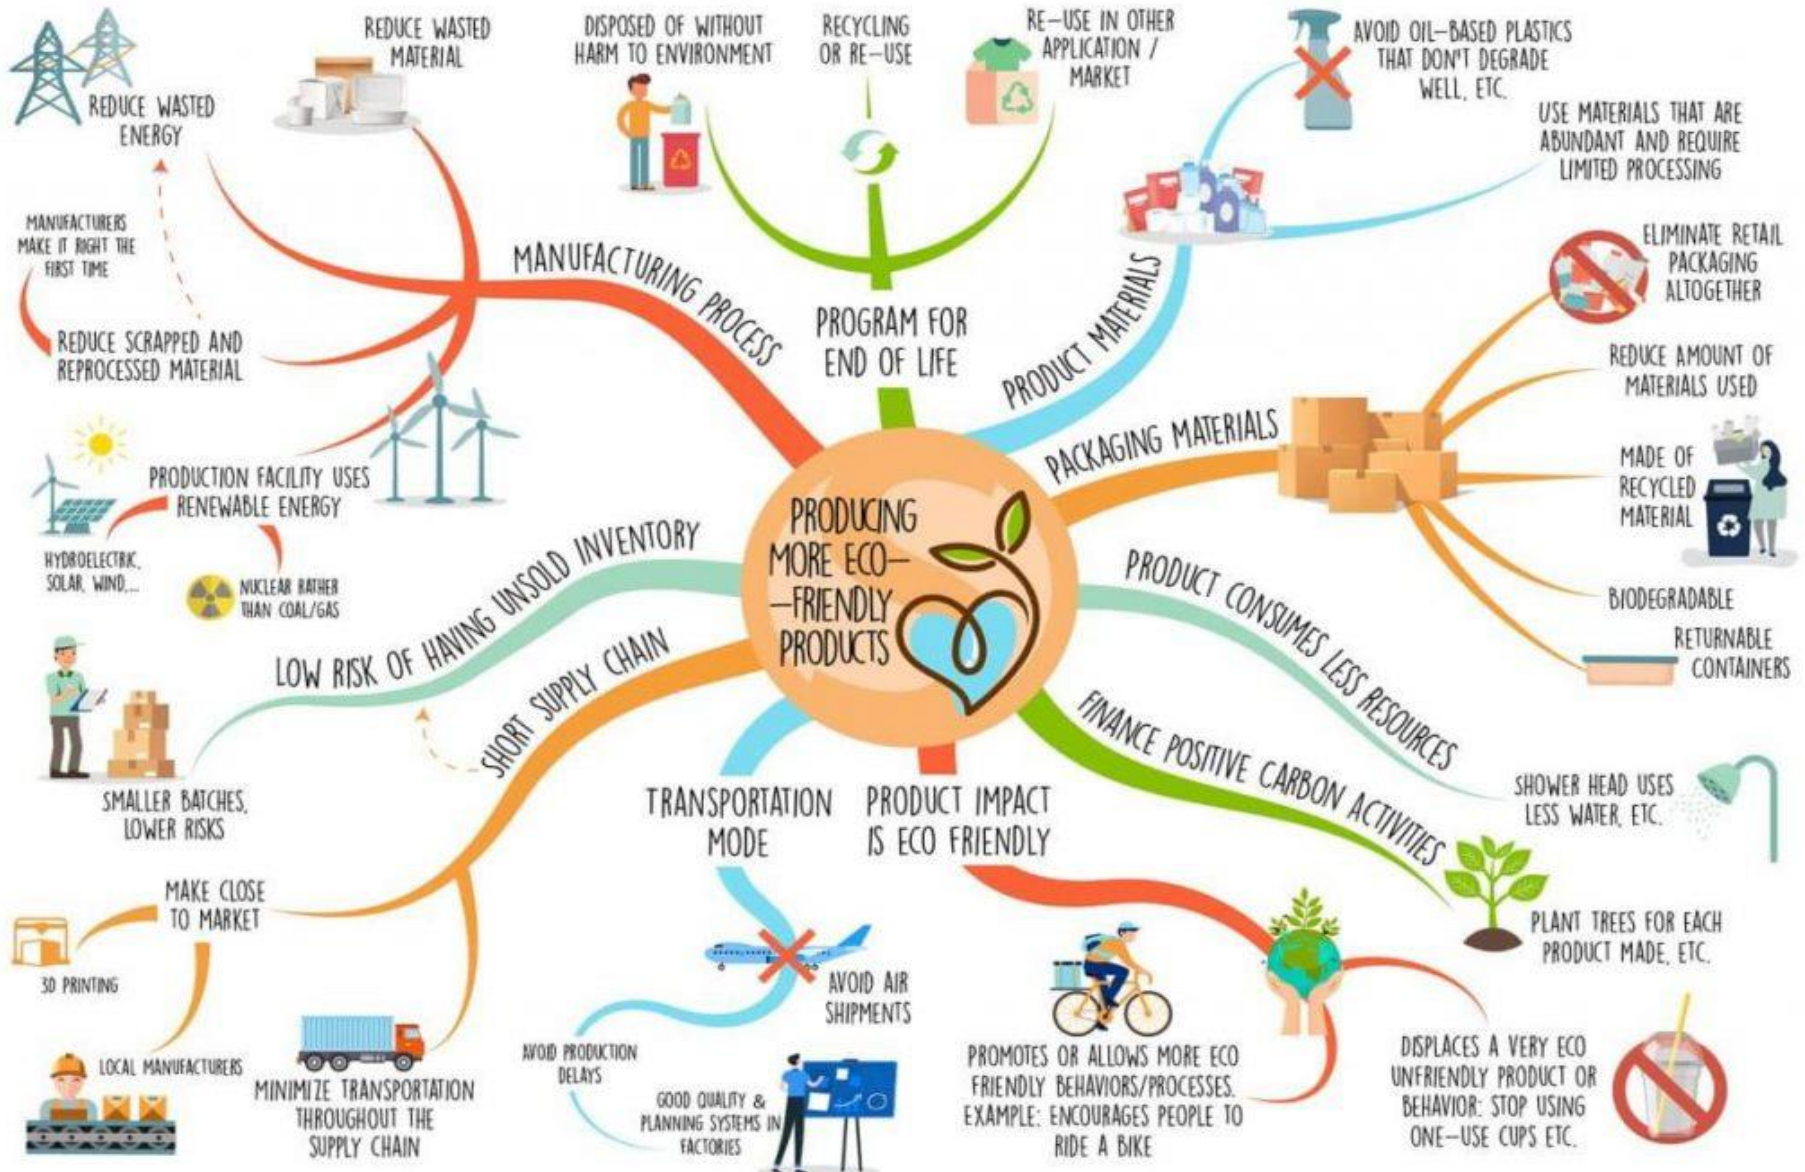 PRODUCING
MORE ECO–
–FRIENDLY
PRODUCTS
MANUFACTURING PROCESS
REDUCE WASTED
MATERIAL
REDUCE WASTED
ENERGY
MANUFACTURERS
MAKE IT RIGHT THE
FIRST TIME
REDUCE SCRAPPED AND
REPROCESSED MATERIAL
PRODUCTION FACILITY USES
RENEWABLE ENERGY
HYDROELECTRIC,
SOLAR, WIND,...
NUCLEAR RATHER
THAN COAL/GAS
PROGRAM FOR
END OF LIFE
DISPOSED OF WITHOUT
HARM TO ENVIRONMENT
RECYCLING
OR RE–USE
RE–USE IN OTHER
APPLICATION /
MARKET
PRODUCT MATERIALS
AVOID OIL–BASED PLASTICS
THAT DON'T DEGRADE
WELL, ETC.
USE MATERIALS THAT ARE
ABUNDANT AND REQUIRE
LIMITED PROCESSING
PACKAGING MATERIALS
ELIMINATE RETAIL
PACKAGING
ALTOGETHER
REDUCE AMOUNT OF
MATERIALS USED
MADE OF
RECYCLED
MATERIAL
BIODEGRADABLE
RETURNABLE
CONTAINERS
PRODUCT CONSUMES LESS RESOURCES
SHOWER HEAD USES
LESS WATER, ETC.
FINANCE POSITIVE CARBON ACTIVITIES
PLANT TREES FOR EACH
PRODUCT MADE, ETC.
PRODUCT IMPACT
IS ECO FRIENDLY
PROMOTES OR ALLOWS MORE ECO
FRIENDLY BEHAVIORS/PROCESSES.
EXAMPLE: ENCOURAGES PEOPLE TO
RIDE A BIKE
DISPLACES A VERY ECO
UNFRIENDLY PRODUCT OR
BEHAVIOR: STOP USING
ONE–USE CUPS ETC.
TRANSPORTATION
MODE
AVOID AIR
SHIPMENTS
AVOID PRODUCTION
DELAYS
GOOD QUALITY &
PLANNING SYSTEMS IN
FACTORIES
SHORT SUPPLY CHAIN
MAKE CLOSE
TO MARKET
3D PRINTING
LOCAL MANUFACTURERS
MINIMIZE TRANSPORTATION
THROUGHOUT THE
SUPPLY CHAIN
LOW RISK OF HAVING UNSOLD INVENTORY
SMALLER BATCHES,
LOWER RISKS